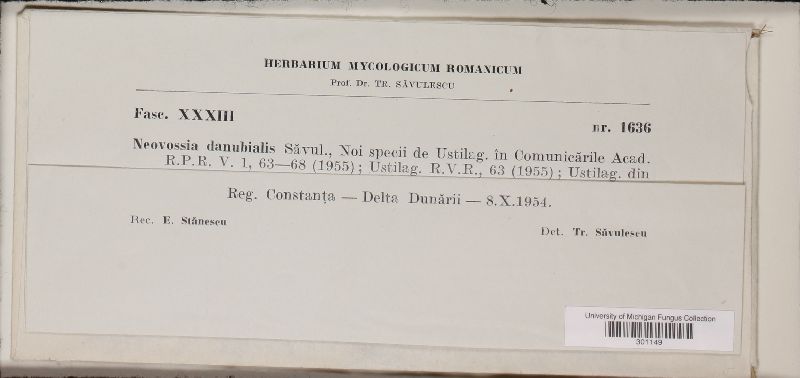 HERBARIUM MYCOLOGICUM ROMANICUM
Prof. Dr. TR. SĂVULESCU
Fasc. XXXIII
nr. 1636
Neovossia danubialis Săvul., Noi specii de Ustilag. în Comunicările Acad.
R.P.R. V. 1, 63—68 (1955); Ustilag. R.V.R., 63 (1955); Ustilag. din
Reg. Constanța — Delta Dunării — 8.X.1954.
Rec. E. Stănescu
Det. Tr. Săvulescu
University of Michigan Fungus Collection
301149